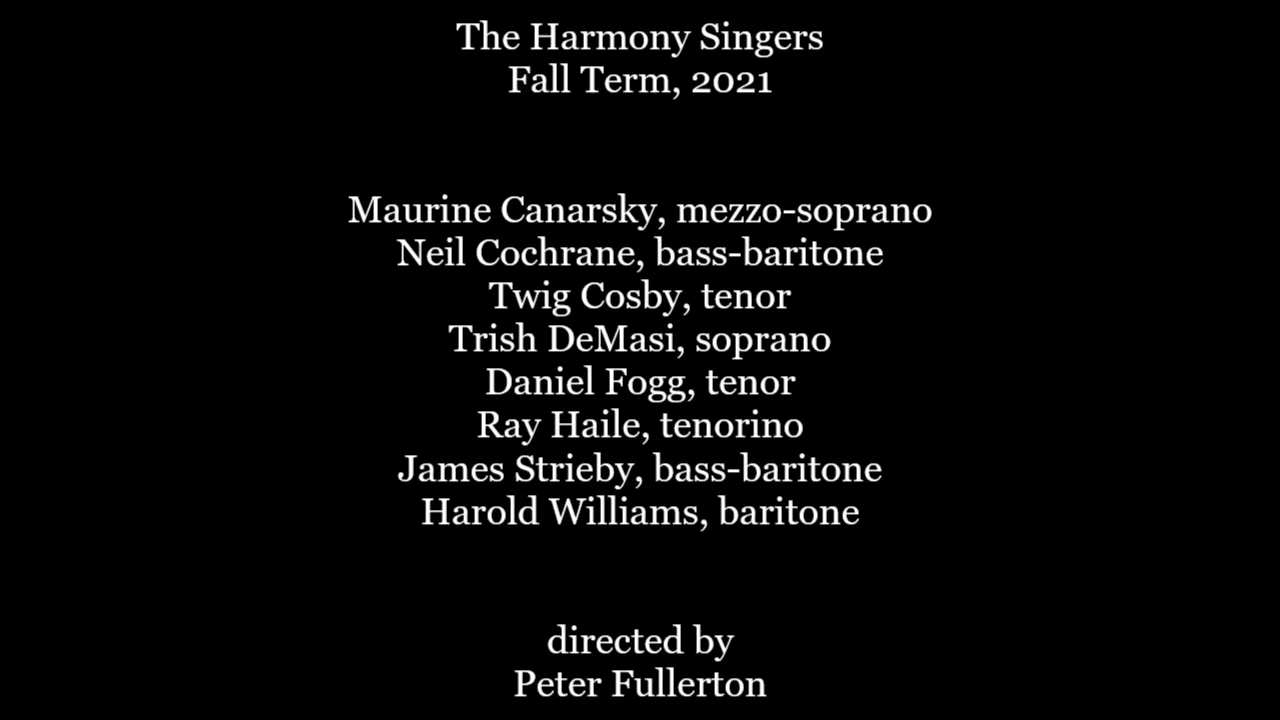 The Harmony Singers
Fall Term, 2021
Maurine Canarsky, mezzo-soprano
Neil Cochrane, bass-baritone
Twig Cosby, tenor
Trish DeMasi, soprano
Daniel Fogg, tenor
Ray Haile, tenorino
James Strieby, bass-baritone
Harold Williams, baritone
directed by
Peter Fullerton